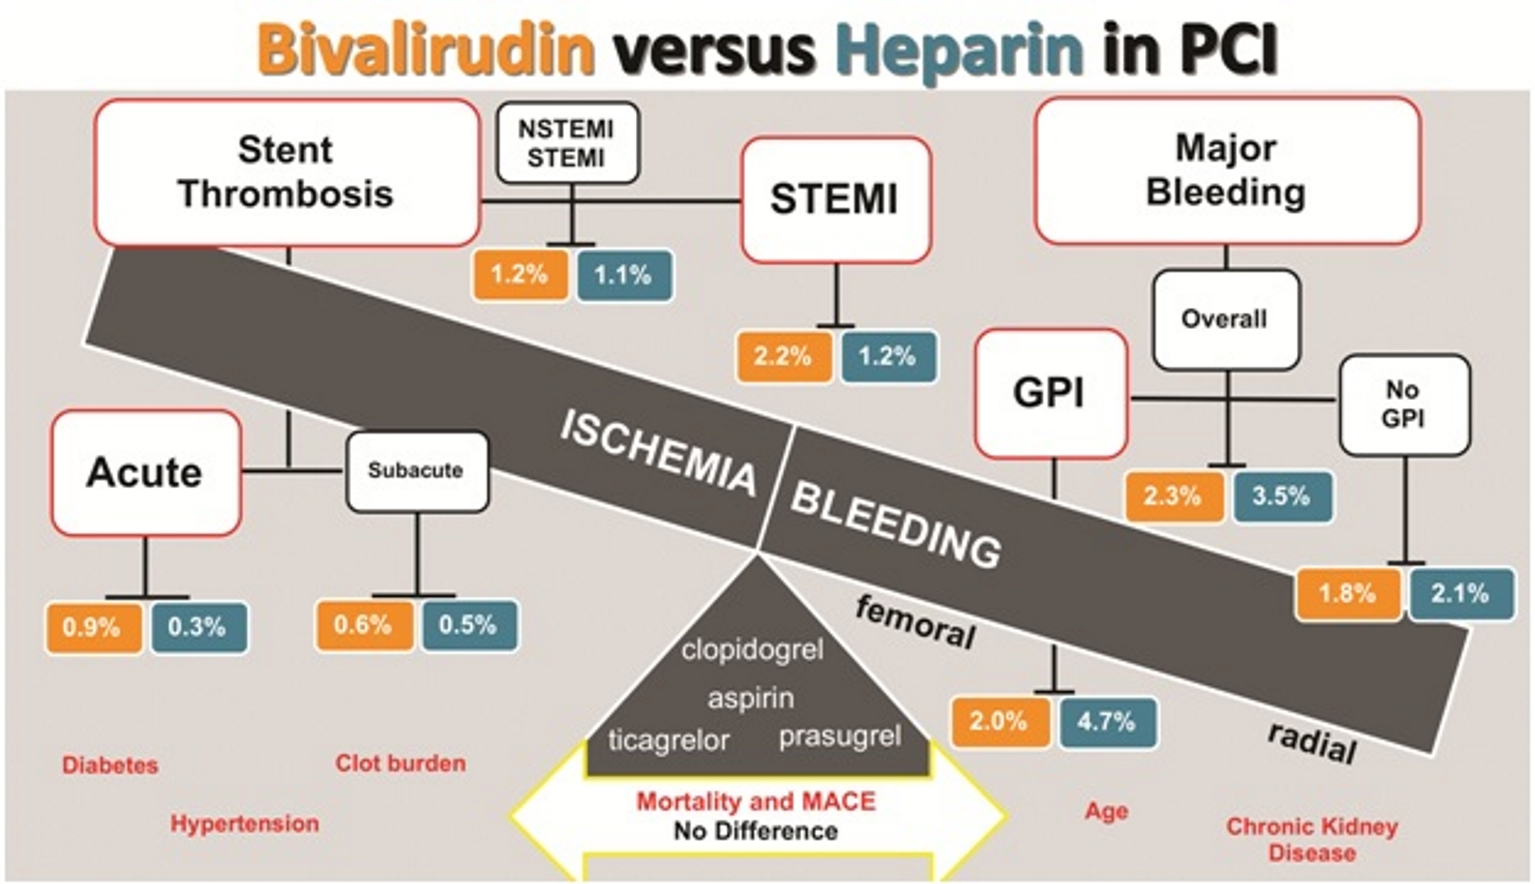 Bivalirudin versus Heparin in PCI
Stent
Thrombosis
NSTEMI
STEMI
1.2% 1.1%
STEMI
2.2% 1.2%
Acute
0.9% 0.3%
Subacute
0.6% 0.5%
Major
Bleeding
Overall
2.3% 3.5%
GPI
2.0% 4.7%
No
GPI
1.8% 2.1%
ISCHEMIA
BLEEDING
femoral
radial
clopidogrel
aspirin
ticagrelor prasugrel
Mortality and MACE
No Difference
Diabetes
Clot burden
Hypertension
Age
Chronic Kidney
Disease